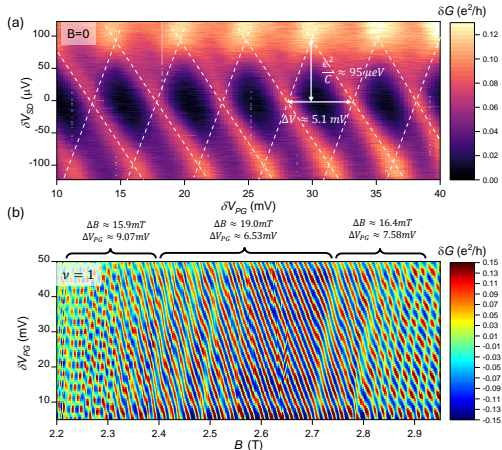 (a)
δG (e²/h)
B=0
e²/C ≈ 95 μeV
ΔV ≈ 5.1 mV
δV_SD (μV)
100
50
0
-50
-100
10 15 20 25 30 35 40
δV_PG (mV)
0.12
0.10
0.08
0.06
0.04
0.02
0.00
(b)
ΔB ≈ 15.9mT
ΔV_PG ≈ 9.07mV
ΔB ≈ 19.0mT
ΔV_PG ≈ 6.53mV
ΔB ≈ 16.4mT
ΔV_PG ≈ 7.58mV
δG (e²/h)
ν = 1
δV_PG (mV)
50
40
30
20
10
2.2 2.3 2.4 2.5 2.6 2.7 2.8 2.9
B (T)
0.15
0.13
0.11
0.09
0.07
0.05
0.03
0.01
-0.01
-0.03
-0.05
-0.07
-0.09
-0.11
-0.13
-0.15